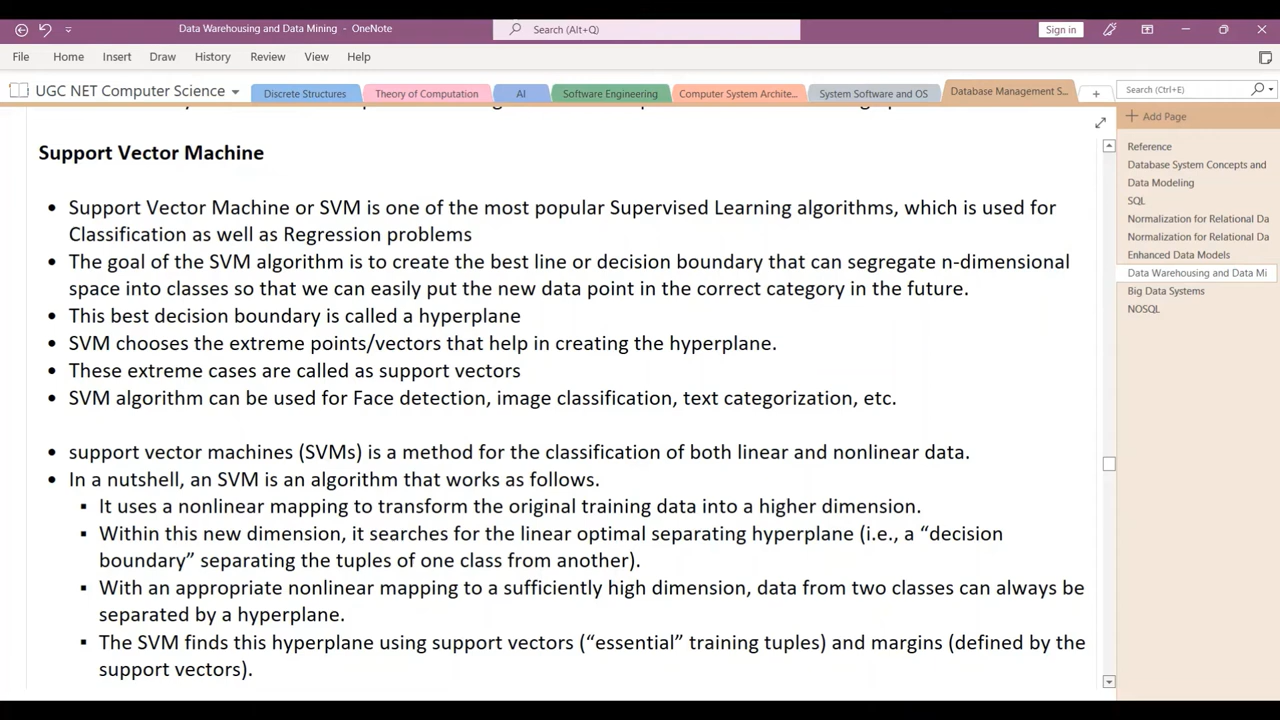 Data Warehousing and Data Mining - OneNote
Search (Alt+Q)
Sign in
File Home Insert Draw History Review View Help
UGC NET Computer Science
Discrete Structures
Theory of Computation
AI
Software Engineering
Computer System Archite...
System Software and OS
Database Management S...
Search (Ctrl+E)
Support Vector Machine
• Support Vector Machine or SVM is one of the most popular Supervised Learning algorithms, which is used for
Classification as well as Regression problems
• The goal of the SVM algorithm is to create the best line or decision boundary that can segregate n-dimensional
space into classes so that we can easily put the new data point in the correct category in the future.
• This best decision boundary is called a hyperplane
• SVM chooses the extreme points/vectors that help in creating the hyperplane.
• These extreme cases are called as support vectors
• SVM algorithm can be used for Face detection, image classification, text categorization, etc.
• support vector machines (SVMs) is a method for the classification of both linear and nonlinear data.
• In a nutshell, an SVM is an algorithm that works as follows.
▪ It uses a nonlinear mapping to transform the original training data into a higher dimension.
▪ Within this new dimension, it searches for the linear optimal separating hyperplane (i.e., a “decision
boundary” separating the tuples of one class from another).
▪ With an appropriate nonlinear mapping to a sufficiently high dimension, data from two classes can always be
separated by a hyperplane.
▪ The SVM finds this hyperplane using support vectors (“essential” training tuples) and margins (defined by the
support vectors).
Add Page
Reference
Database System Concepts and
Data Modeling
SQL
Normalization for Relational Da
Normalization for Relational Da
Enhanced Data Models
Data Warehousing and Data Mi
Big Data Systems
NOSQL